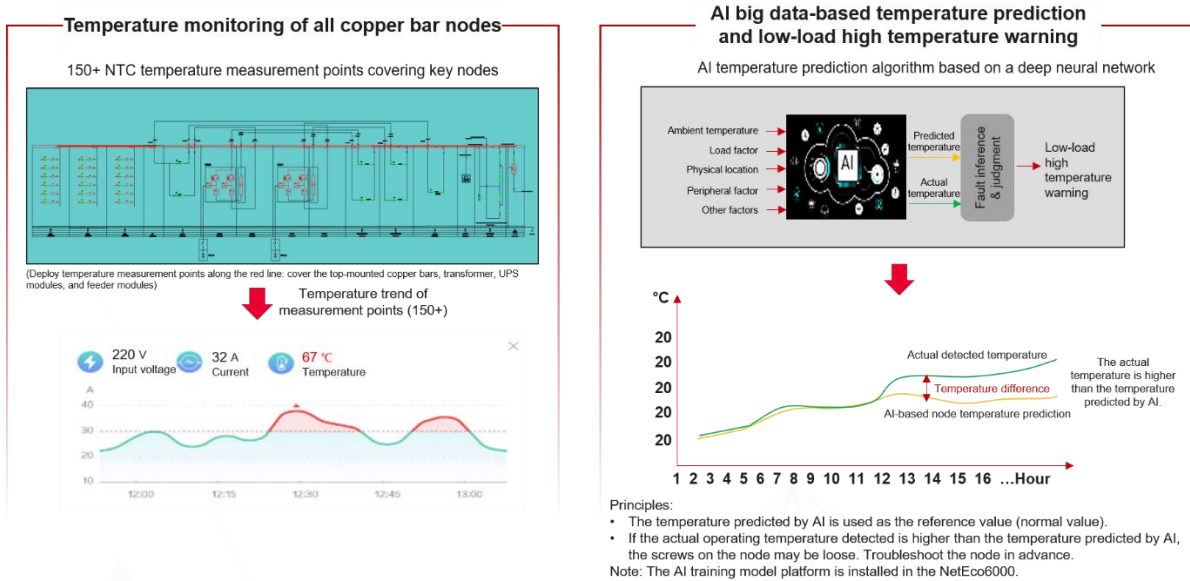 Temperature monitoring of all copper bar nodes
150+ NTC temperature measurement points covering key nodes
(Deploy temperature measurement points along the red line: cover the top-mounted copper bars, transformer, UPS
modules, and feeder modules)
Temperature trend of
measurement points (150+)
220 V
Input voltage
32 A
Current
67 ℃
Temperature
A
40
30
20
10
12:00
12:15
12:30
12:45
13:00
AI big data-based temperature prediction
and low-load high temperature warning
AI temperature prediction algorithm based on a deep neural network
Ambient temperature
Load factor
Physical location
Peripheral factor
Other factors
AI
Predicted
temperature
Actual
temperature
Fault inference
& judgment
Low-load
high
temperature
warning
°C
20
20
20
20
20
Actual detected temperature
Temperature difference
AI-based node temperature prediction
The actual
temperature is higher
than the temperature
predicted by AI.
1 2 3 4 5 6 7 8 9 10 11 12 13 14 15 16 ...Hour
Principles:
• The temperature predicted by AI is used as the reference value (normal value).
• If the actual operating temperature detected is higher than the temperature predicted by AI,
the screws on the node may be loose. Troubleshoot the node in advance.
Note: The AI training model platform is installed in the NetEco6000.